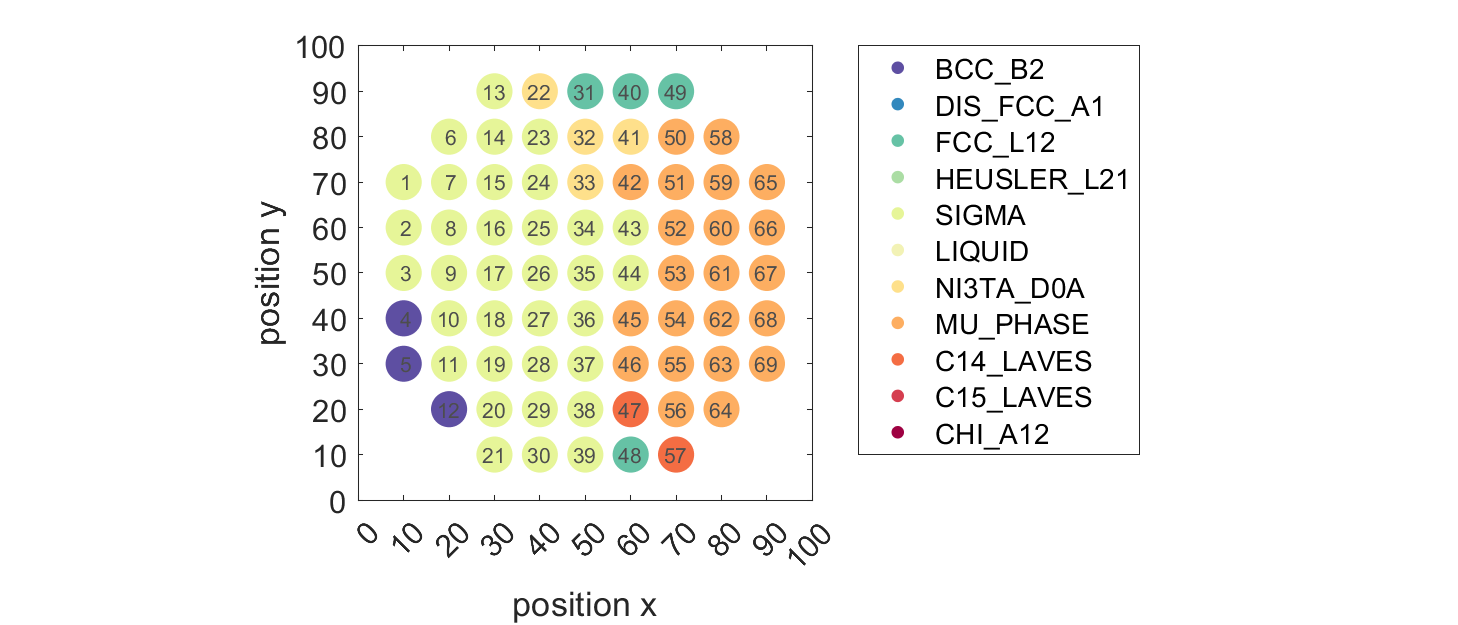 100
90
80
70
60
50
40
30
20
10
0
position y
13 22 31 40 49
6 14 23 32 41 50 58
1 7 15 24 33 42 51 59 65
2 8 16 25 34 43 52 60 66
3 9 17 26 35 44 53 61 67
4 10 18 27 36 45 54 62 68
5 11 19 28 37 46 55 63 69
12 20 29 38 47 56 64
21 30 39 48 57
0 10 20 30 40 50 60 70 80 90 100
position x
BCC_B2
DIS_FCC_A1
FCC_L12
HEUSLER_L21
SIGMA
LIQUID
NI3TA_D0A
MU_PHASE
C14_LAVES
C15_LAVES
CHI_A12